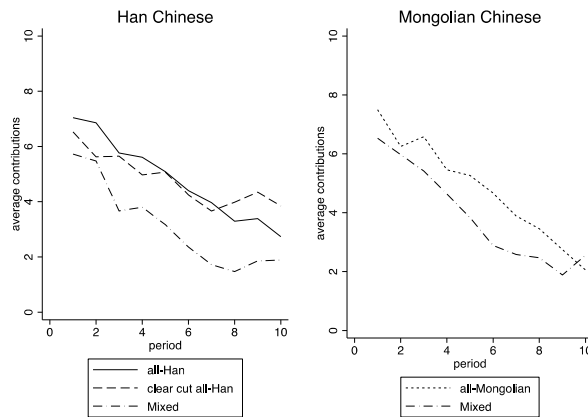 Han Chinese
average contributions
10
8
6
4
2
0
0 2 4 6 8 10
period
all-Han
clear cut all-Han
Mixed
Mongolian Chinese
average contributions
10
8
6
4
2
0
0 2 4 6 8 10
period
all-Mongolian
Mixed